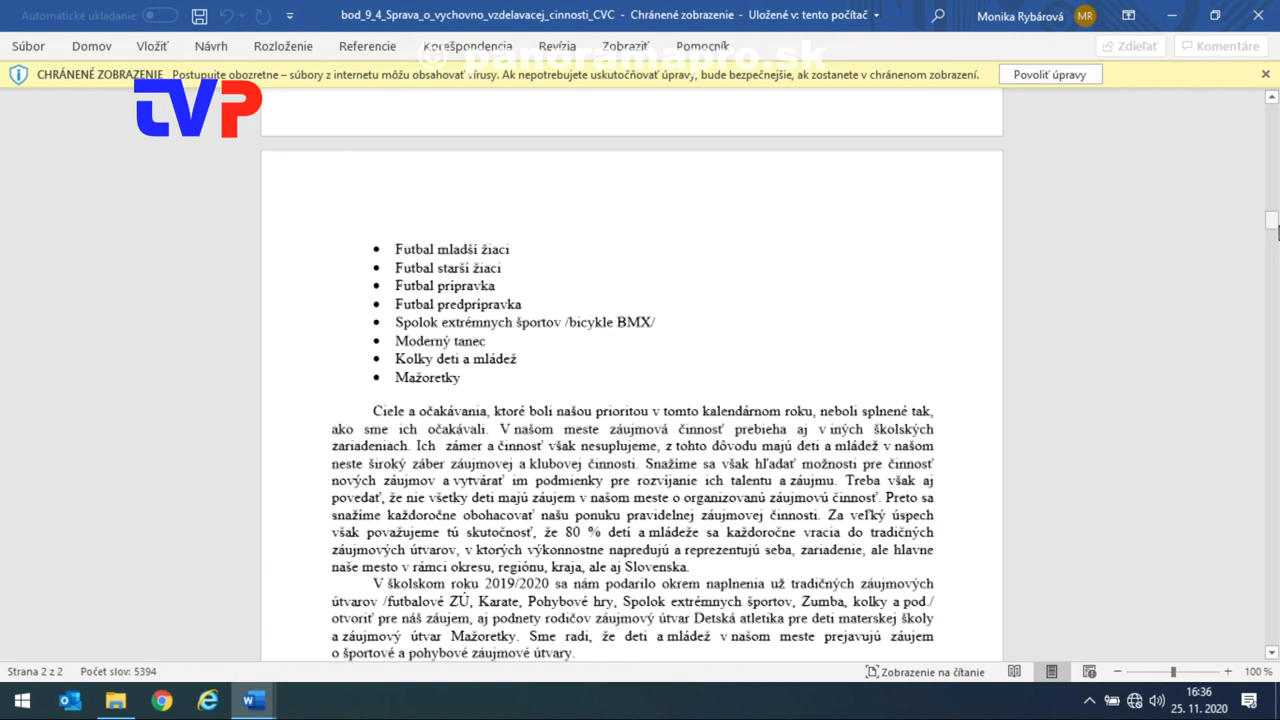 Automatické ukladanie
bod_9_4_Sprava_o_vychovno_vzdelavacej_cinnosti_CVC - Chránené zobrazenie - Uložené v: tento počítač
Monika Rybárová MR
Súbor Domov Vložiť Návrh Rozloženie Referencie Korešpondencia Revízia Zobraziť Pomocník Zdieľať Komentáre
© panoramapro.sk
CHRÁNENÉ ZOBRAZENIE Postupujte obozretne – súbory z internetu môžu obsahovať vírusy. Ak nepotrebujete uskutočňovať úpravy, bude bezpečnejšie, ak zostanete v chránenom zobrazení. Povoliť úpravy
TVP
• Futbal mladší žiaci
• Futbal starší žiaci
• Futbal prípravka
• Futbal predprípravka
• Spolok extrémnych športov /bicykle BMX/
• Moderný tanec
• Kolky deti a mládež
• Mažoretky
Ciele a očakávania, ktoré boli našou prioritou v tomto kalendárnom roku, neboli splnené tak,
ako sme ich očakávali. V našom meste záujmová činnosť prebieha aj v iných školských
zariadeniach. Ich zámer a činnosť však nesuplujeme, z tohto dôvodu majú deti a mládež v našom
neste široký záber záujmovej a klubovej činnosti. Snažíme sa však hľadať možnosti pre činnosť
nových záujmov a vytvárať im podmienky pre rozvíjanie ich talentu a záujmu. Treba však aj
povedať, že nie všetky deti majú záujem v našom meste o organizovanú záujmovú činnosť. Preto sa
snažíme každoročne obohacovať našu ponuku pravidelnej záujmovej činnosti. Za veľký úspech
však považujeme tú skutočnosť, že 80 % detí a mládeže sa každoročne vracia do tradičných
záujmových útvarov, v ktorých výkonnostne napredujú a reprezentujú seba, zariadenie, ale hlavne
naše mesto v rámci okresu, regiónu, kraja, ale aj Slovenska.
V školskom roku 2019/2020 sa nám podarilo okrem naplnenia už tradičných záujmových
útvarov /futbalové ZÚ, Karate, Pohybové hry, Spolok extrémnych športov, Zumba, kolky a pod./
otvoriť pre náš záujem, aj podnety rodičov záujmový útvar Detská atletika pre deti materskej školy
a záujmový útvar Mažoretky. Sme radi, že deti a mládež v našom meste prejavujú záujem
o športové a pohybové záujmové útvary.
Strana 2 z 2 Počet slov: 5394 Zobrazenie na čítanie 100 %
16:36
25. 11. 2020